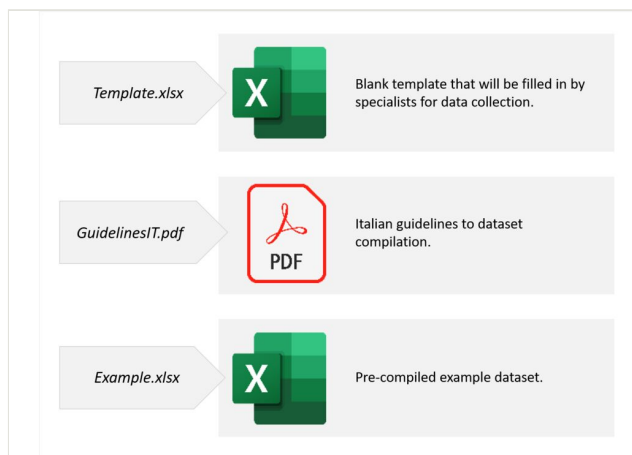 Template.xlsx
X
Blank template that will be filled in by
specialists for data collection.
GuidelinesIT.pdf
PDF
Italian guidelines to dataset
compilation.
Example.xlsx
X
Pre-compiled example dataset.